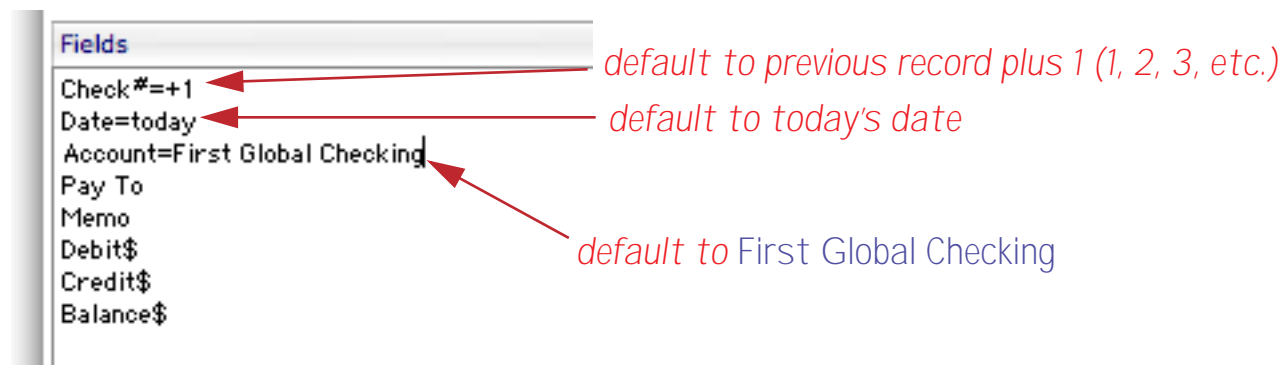 Fields
Check#=+1
default to previous record plus 1 (1, 2, 3, etc.)
Date=today
default to today's date
Account=First Global Checking
Pay To
Memo
Debit$
default to First Global Checking
Credit$
Balance$